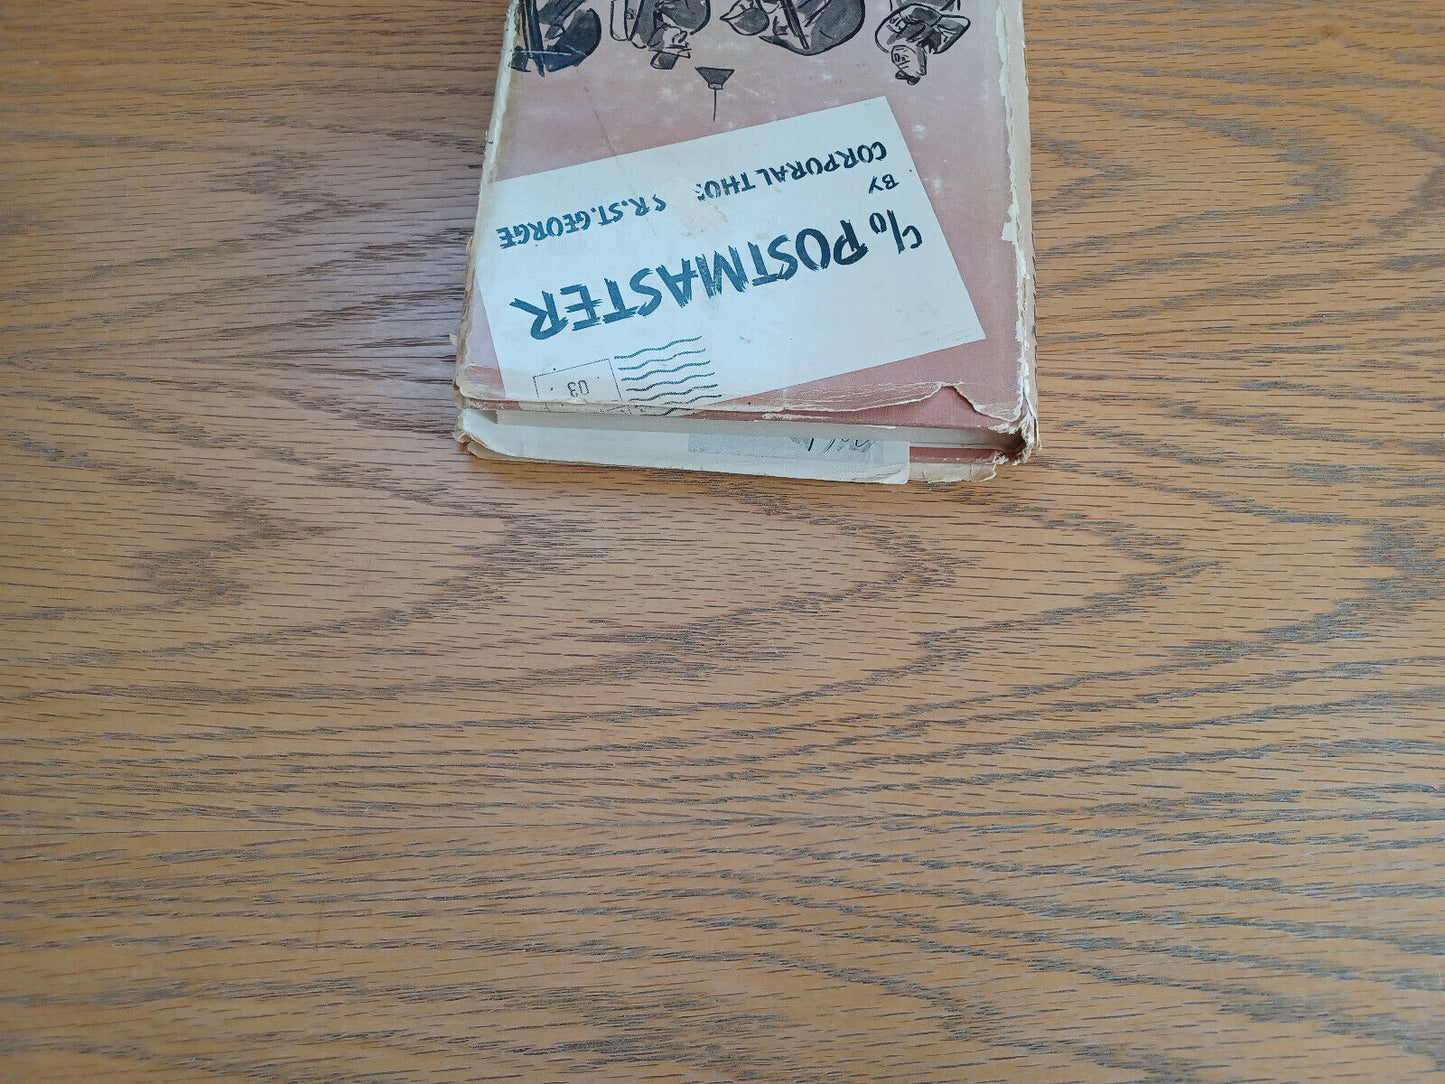 C/O POSTMASTER
BY
CORPORAL THOS R. ST. GEORGE